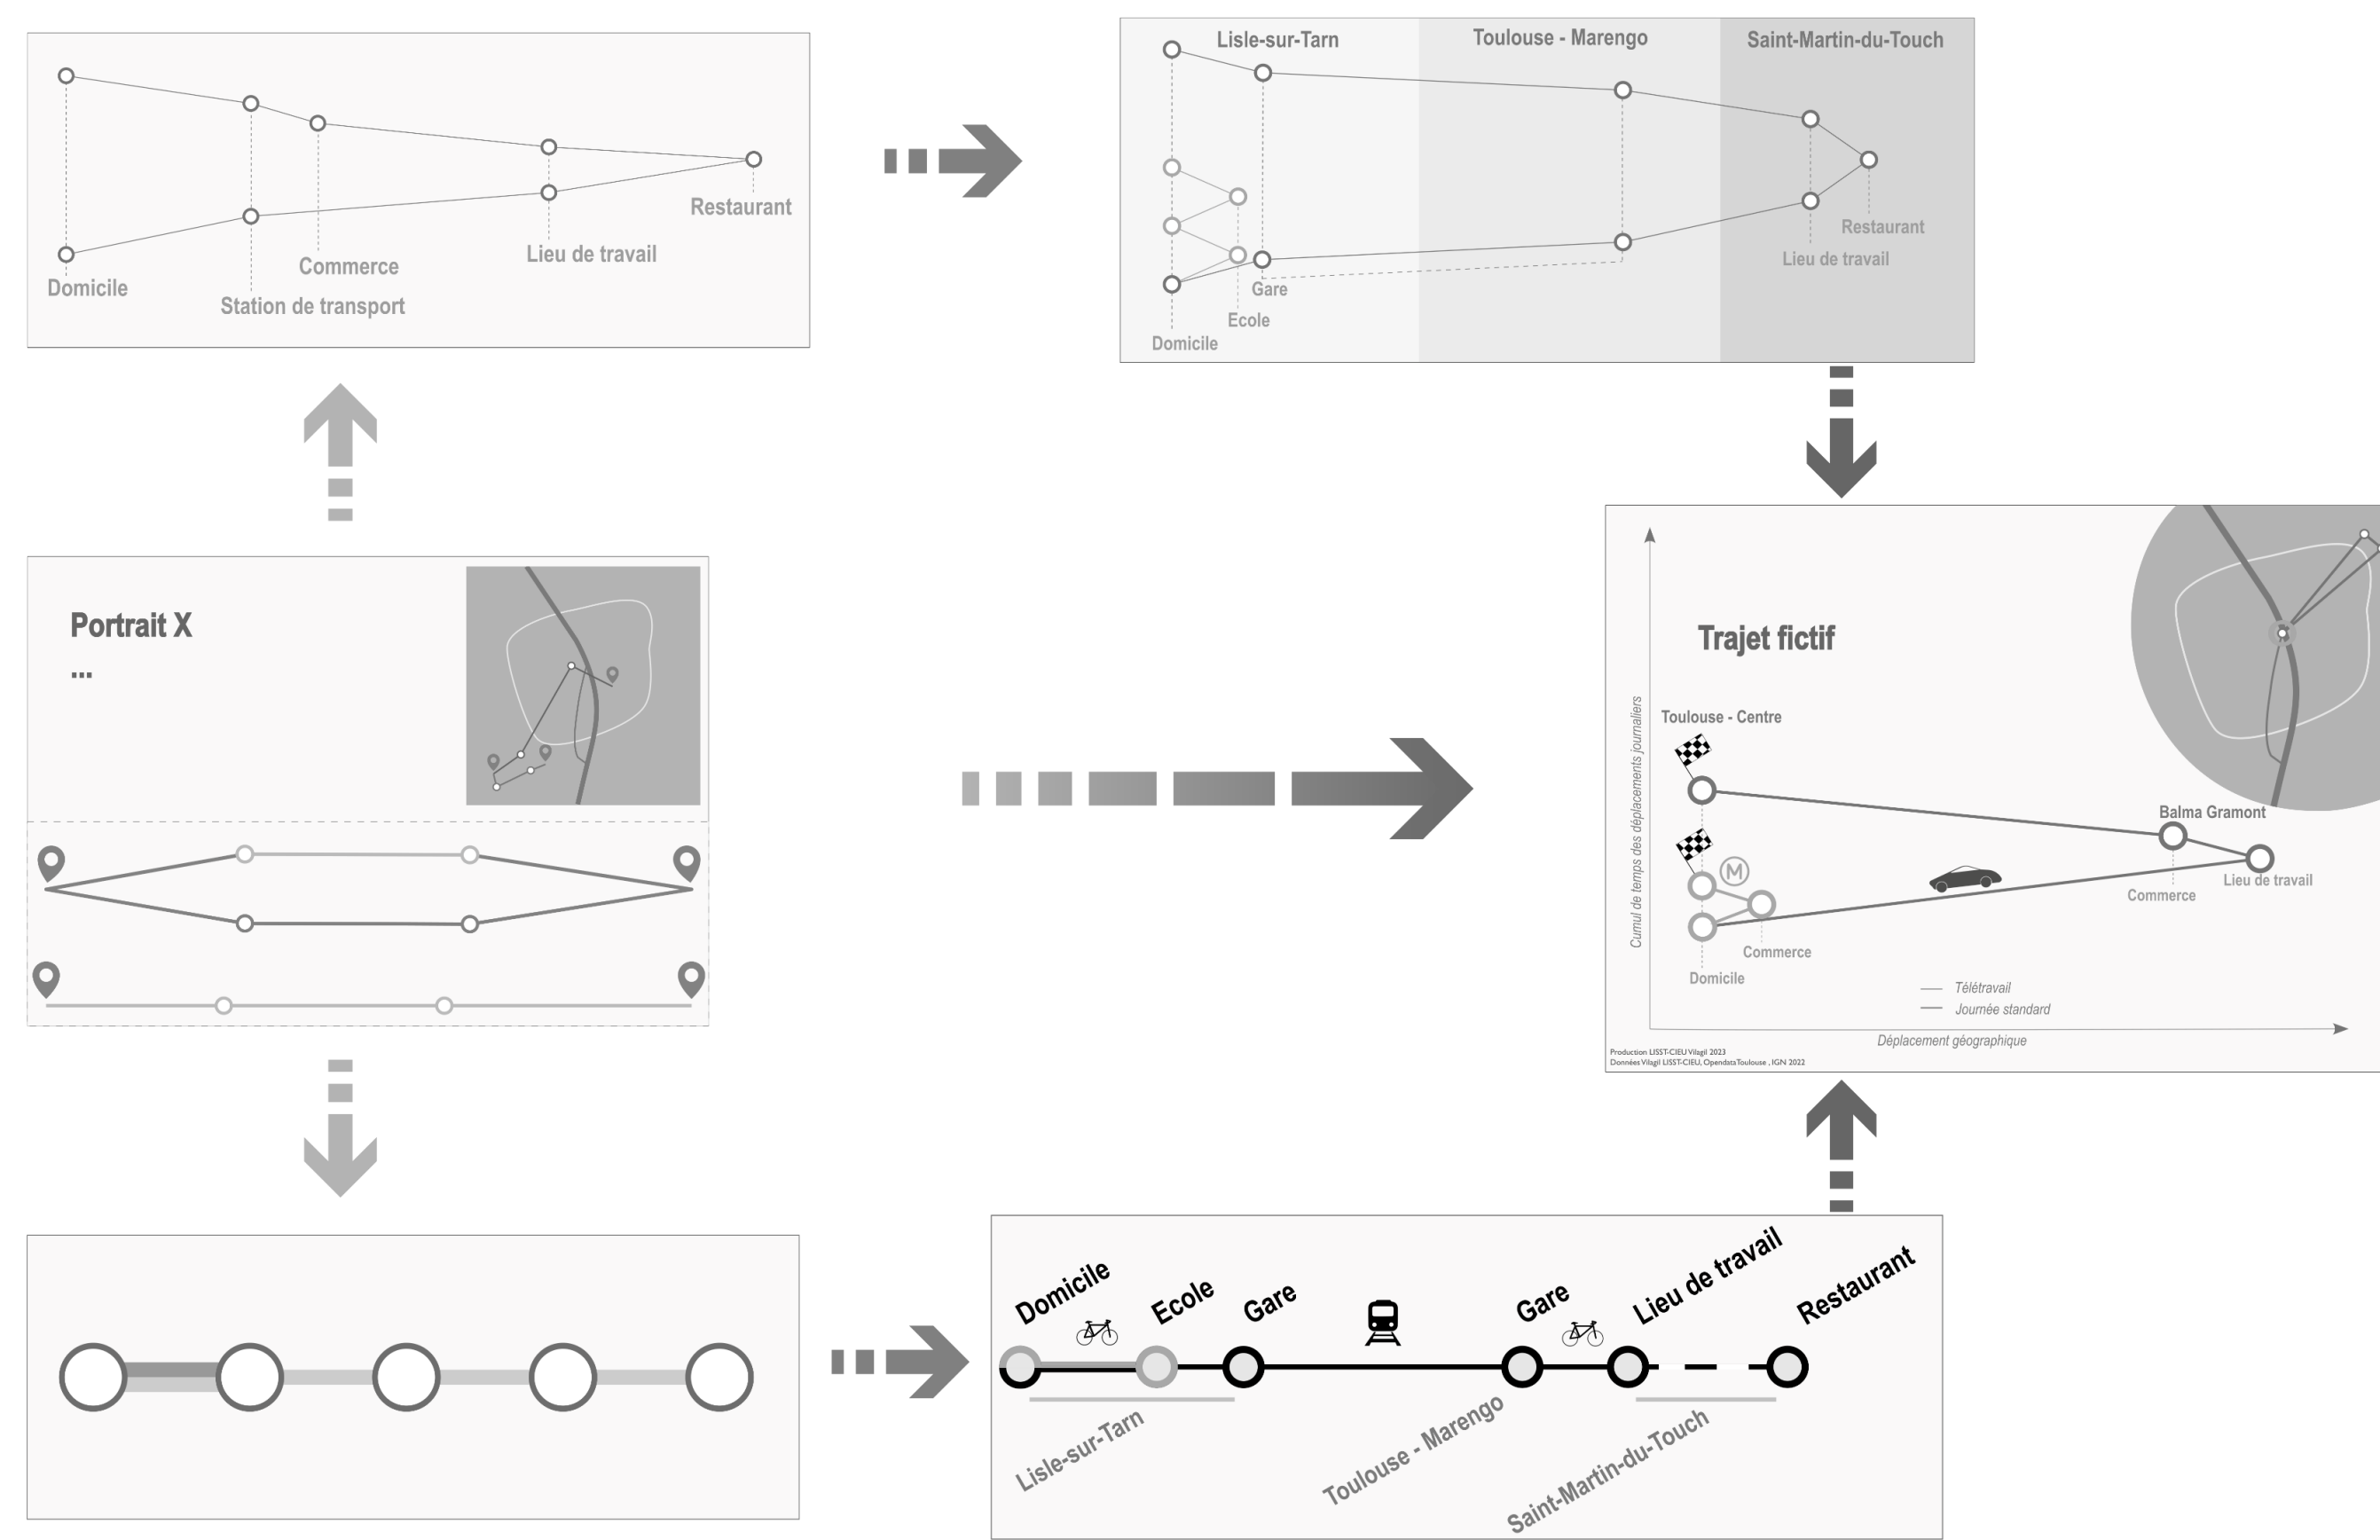 Domicile
Station de transport
Commerce
Lieu de travail
Restaurant
Lisle-sur-Tarn
Toulouse - Marengo
Saint-Martin-du-Touch
Restaurant
Lieu de travail
Gare
Ecole
Domicile
Portrait X
...
Trajet fictif
Cumul de temps des déplacements journaliers
Toulouse - Centre
M
Balma Gramont
Lieu de travail
Commerce
Commerce
Domicile
Télétravail
Journée standard
Déplacement géographique
Production LISST-CIEU Vilagil 2023
Données Vilagil LISST-CIEU, OpendataToulouse , IGN 2022
Domicile
Ecole
Gare
Gare
Lieu de travail
Restaurant
Lisle-sur-Tarn
Toulouse - Marengo
Saint-Martin-du-Touch